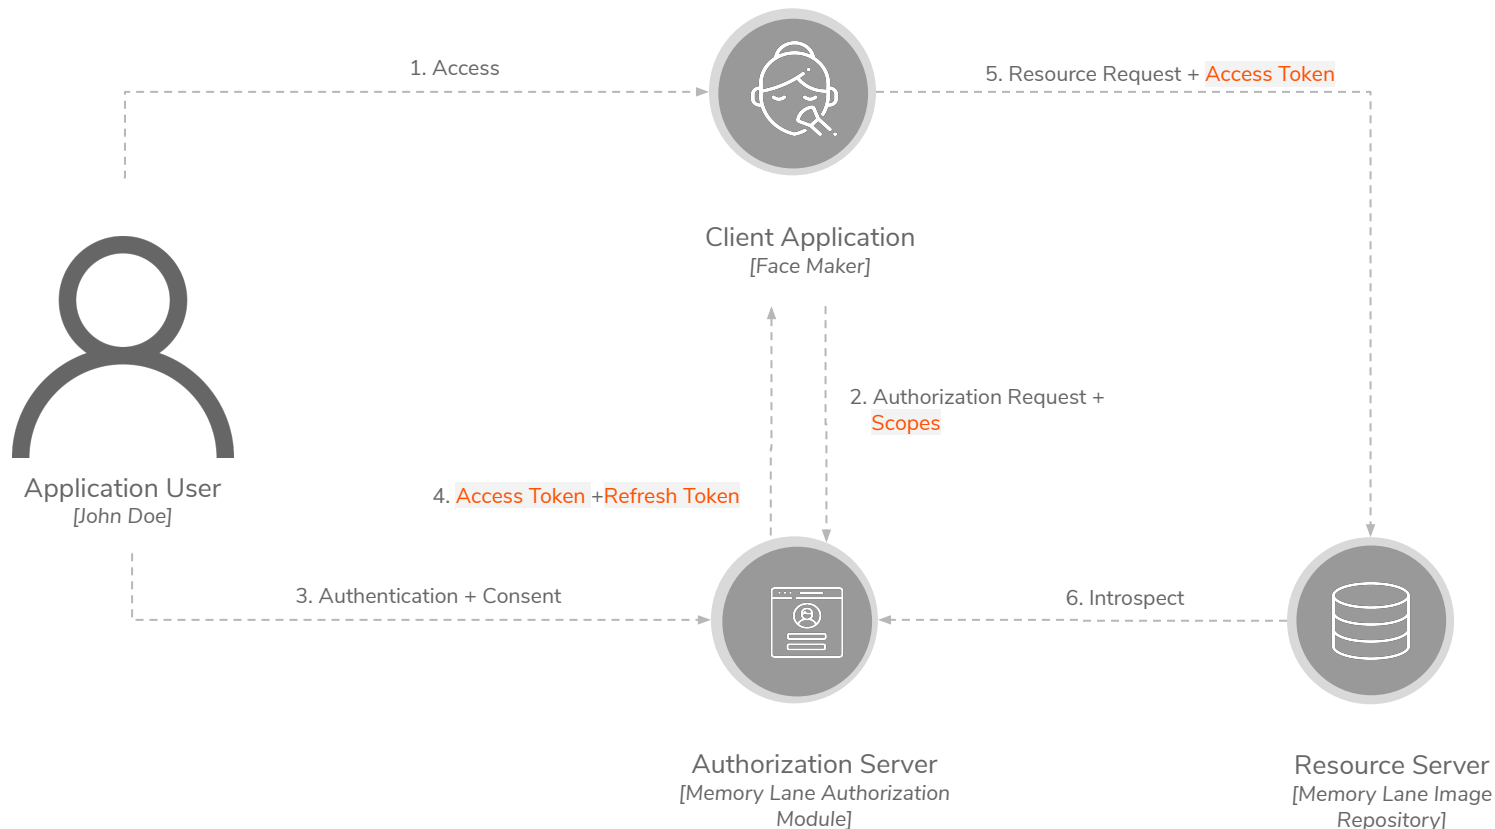 1. Access
5. Resource Request + Access Token
Client Application
[Face Maker]
2. Authorization Request +
Scopes
4. Access Token +Refresh Token
Application User
[John Doe]
3. Authentication + Consent
6. Introspect
Authorization Server
[Memory Lane Authorization
Module]
Resource Server
[Memory Lane Image
Repository]